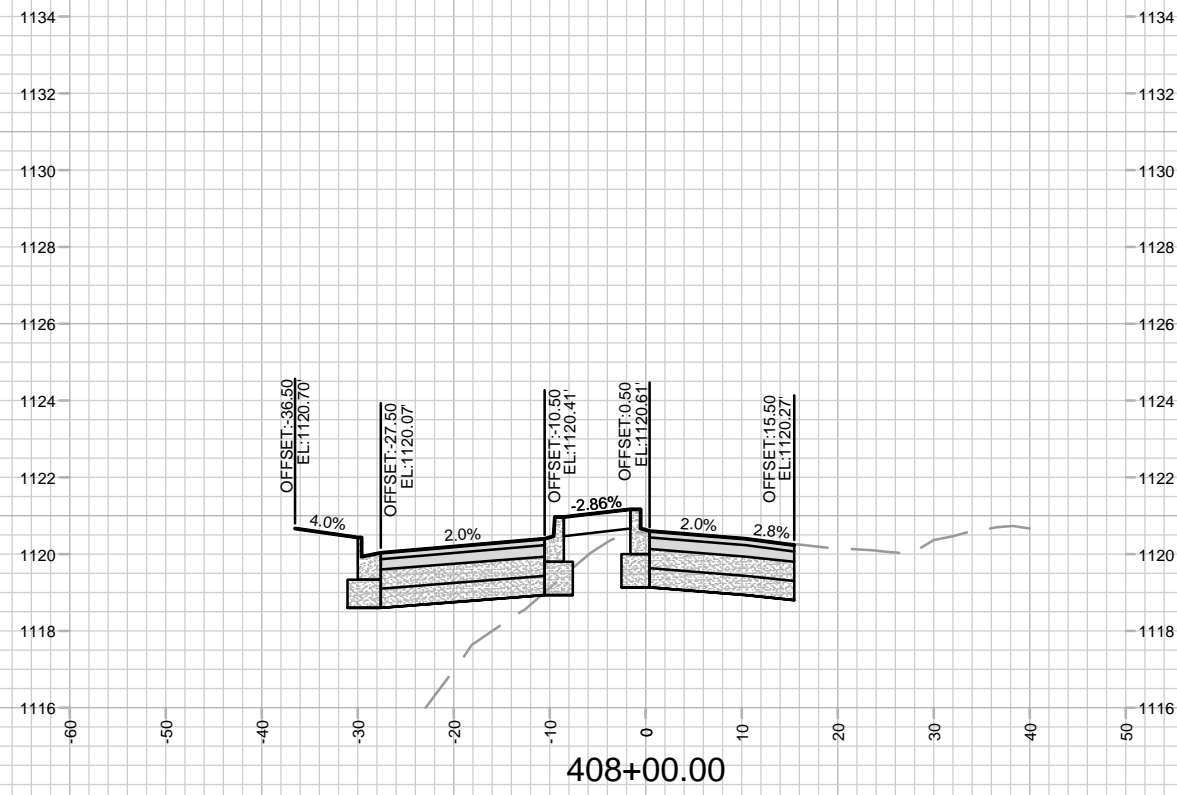 1134 1134
1132 1132
1130 1130
1128 1128
1126 1126
1124 1124
OFFSET:-36.50
EL:1120.70'
OFFSET:-27.50
EL:1120.07'
OFFSET:-10.50
EL:1120.41'
OFFSET:0.50
EL:1120.61'
OFFSET:15.50
EL:1120.27'
1122 1122
4.0% 2.0% -2.86% 2.0% 2.8%
1120 1120
1118 1118
1116 1116
-60 -50 -40 -30 -20 -10 0 10 20 30 40 50
408+00.00